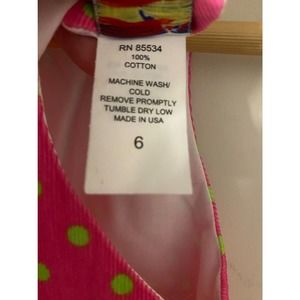 RN 85534
100%
COTTON
MACHINE WASH/
COLD
REMOVE PROMPTLY
TUMBLE DRY LOW
MADE IN USA
6